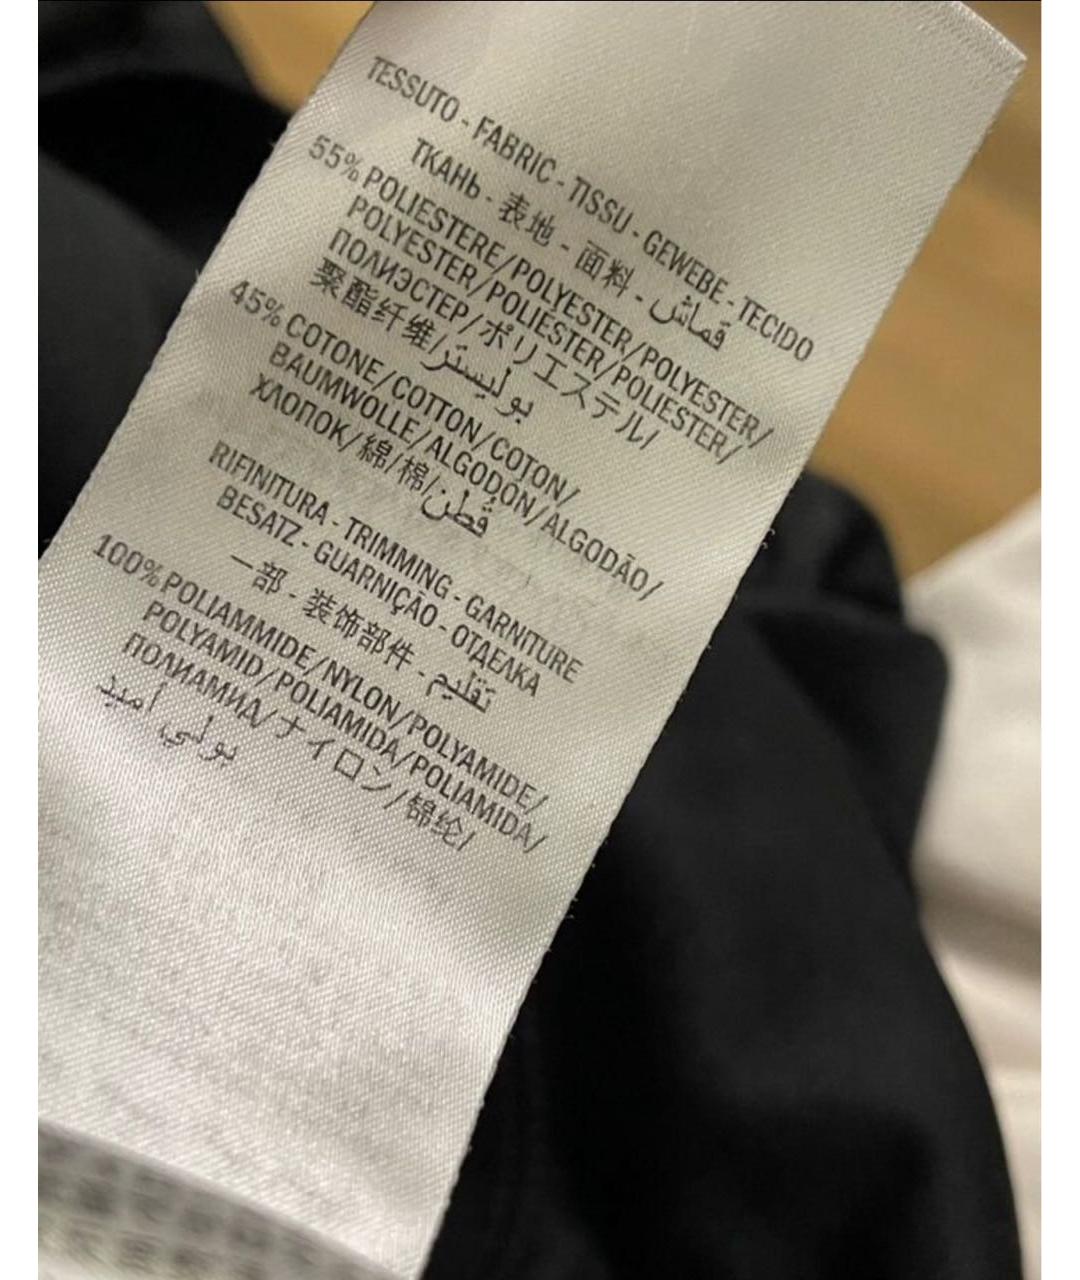 TESSUTO - FABRIC - TISSU - GEWEBE - TECIDO
ТКАНЬ - 表地 - 面料 - قماش
55% POLIESTERE/POLYESTER/POLYESTER/
POLYESTER/POLIESTER/POLIESTER/
ПОЛИЭСТЕР/ポリエステル/
聚酯纤维/بوليستر
45% COTONE/COTTON/COTON/
BAUMWOLLE/ALGODÓN/ALGODÃO/
ХЛОПОК/綿/棉/قطن
RIFINITURA - TRIMMING - GARNITURE
BESATZ - GUARNIÇÃO - ОТДЕЛКА
一部 - 装饰部件 - تقليم
100% POLIAMMIDE/NYLON/POLYAMIDE/
POLYAMID/POLIAMIDA/POLIAMIDA/
ПОЛИАМИД/ナイロン/锦纶/
بولي أميد